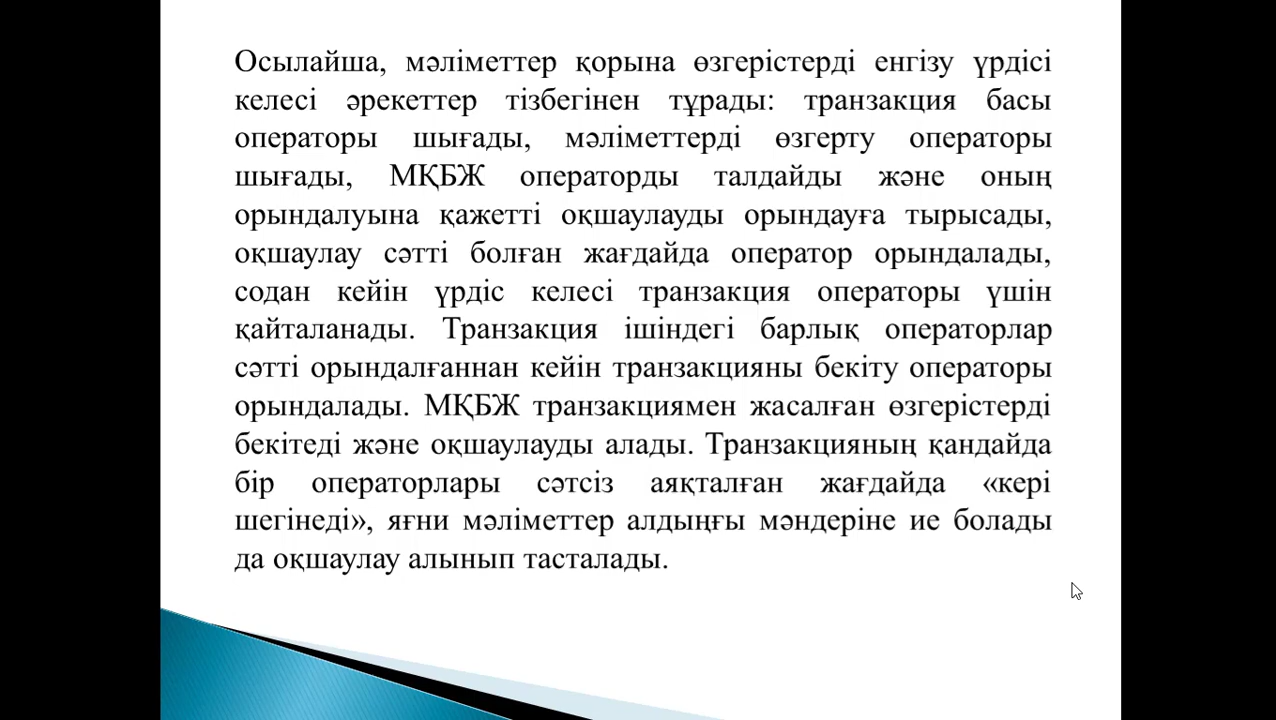 Осылайша, мәліметтер қорына өзгерістерді енгізу үрдісі
келесі әрекеттер тізбегінен тұрады: транзакция басы
операторы шығады, мәліметтерді өзгерту операторы
шығады, МҚБЖ операторды талдайды және оның
орындалуына қажетті оқшаулауды орындауға тырысады,
оқшаулау сәтті болған жағдайда оператор орындалады,
содан кейін үрдіс келесі транзакция операторы үшін
қайталанады. Транзакция ішіндегі барлық операторлар
сәтті орындалғаннан кейін транзакцияны бекіту операторы
орындалады. МҚБЖ транзакциямен жасалған өзгерістерді
бекітеді және оқшаулауды алады. Транзакцияның қандайда
бір операторлары сәтсіз аяқталған жағдайда «кері
шегінеді», яғни мәліметтер алдыңғы мәндеріне ие болады
да оқшаулау алынып тасталады.